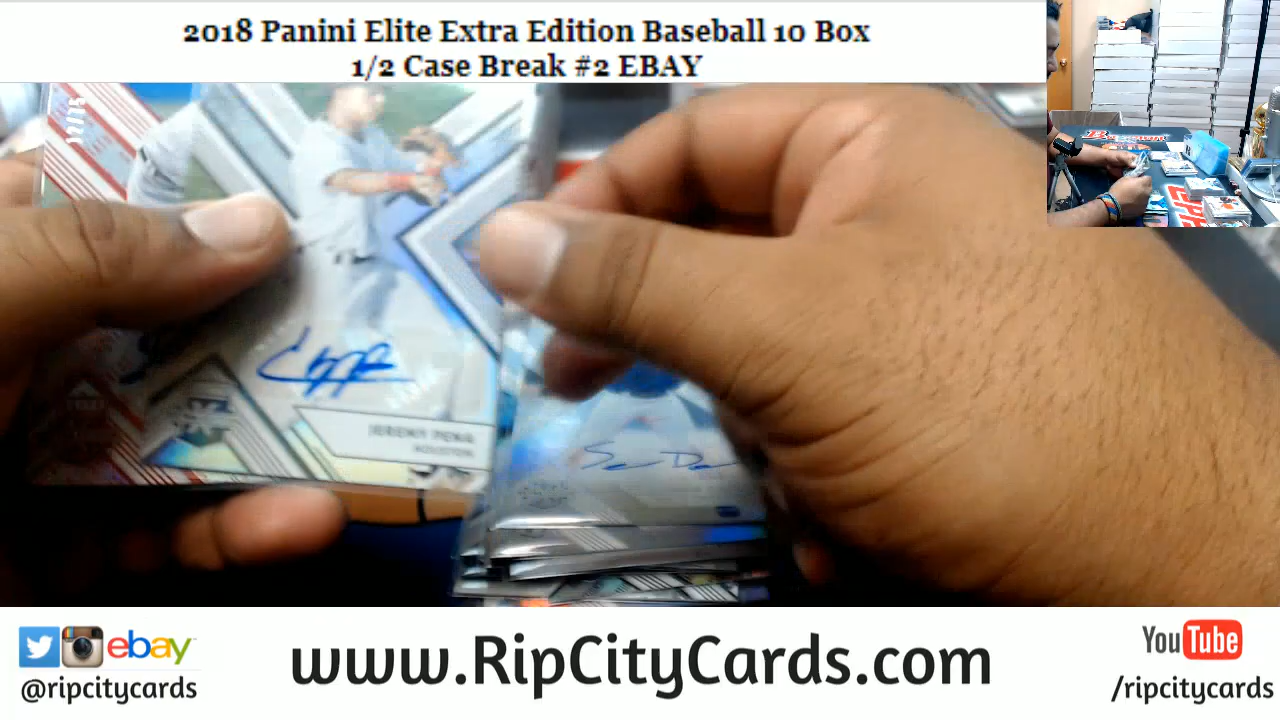 2018 Panini Elite Extra Edition Baseball 10 Box
1/2 Case Break #2 EBAY
JEREMY PENA
HOUSTON
ebay
@ripcitycards
www.RipCityCards.com
YouTube
/ripcitycards